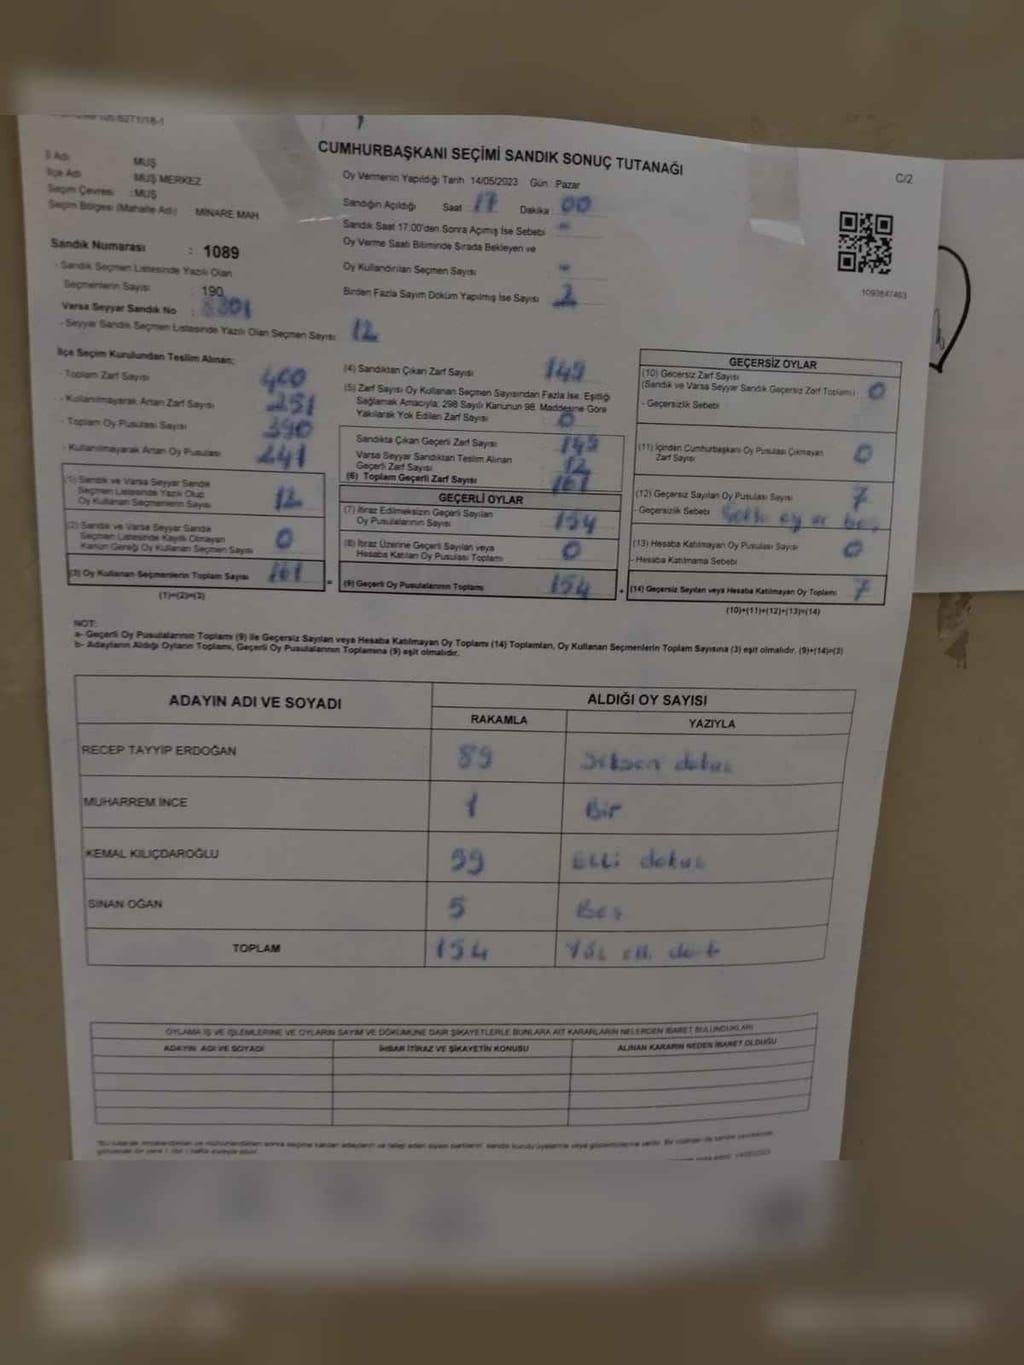 CUMHURBAŞKANI SEÇİMİ SANDIK SONUÇ TUTANAĞI
C/2
İl Adı MUŞ
İlçe Adı MUŞ MERKEZ
Seçim Çevresi :MUŞ
Seçim Bölgesi (Mahalle Adı) MİNARE MAH
Oy Vermenin Yapıldığı Tarih 14/05/2023 Gün Pazar
Sandığın Açıldığı Saat 17 Dakika 00
Sandık Saat 17:00'den Sonra Açılmış İse Sebebi -
Oy Verme Saati Bitiminde Sırada Bekleyen ve
Oy Kullandırılan Seçmen Sayısı -
Birden Fazla Sayım Döküm Yapılmış İse Sayısı 2
1093847463
Sandık Numarası : 1089
- Sandık Seçmen Listesinde Yazılı Olan
Seçmenlerin Sayısı : 190
Varsa Seyyar Sandık No :
- Seyyar Sandık Seçmen Listesinde Yazılı Olan Seçmen Sayısı: 12
İlçe Seçim Kurulundan Teslim Alınan;
- Toplam Zarf Sayısı 400
- Kullanılmayarak Artan Zarf Sayısı 251
- Toplam Oy Pusulası Sayısı 390
- Kullanılmayarak Artan Oy Pusulası 241
(1) Sandık ve Varsa Seyyar Sandık
Seçmen Listesinde Yazılı Olup
Oy Kullanan Seçmenlerin Sayısı 12
(2) Sandık ve Varsa Seyyar Sandık
Seçmen Listesinde Kayıtlı Olmayan
Kanun Gereği Oy Kullanan Seçmen Sayısı 0
(3) Oy Kullanan Seçmenlerin Toplam Sayısı 161 =
(1)+(2)=(3)
(4) Sandıktan Çıkan Zarf Sayısı 149
(5) Zarf Sayısı Oy Kullanan Seçmen Sayısından Fazla İse, Eşitliği
Sağlamak Amacıyla, 298 Sayılı Kanunun 98. Maddesine Göre
Yakılarak Yok Edilen Zarf Sayısı 0
Sandıkta Çıkan Geçerli Zarf Sayısı 149
Varsa Seyyar Sandıktan Teslim Alınan
Geçerli Zarf Sayısı 12
(6) Toplam Geçerli Zarf Sayısı 161
GEÇERLİ OYLAR
(7) İtiraz Edilmeksizin Geçerli Sayılan
Oy Pusulalarının Sayısı 154
(8) İtiraz Üzerine Geçerli Sayılan veya
Hesaba Katılan Oy Pusulası Toplamı 0
(9) Geçerli Oy Pusulalarının Toplamı 154 +
GEÇERSİZ OYLAR
(10) Geçersiz Zarf Sayısı
(Sandık ve Varsa Seyyar Sandık Geçersiz Zarf Toplamı) : 0
- Geçersizlik Sebebi
(11) İçinden Cumhurbaşkanı Oy Pusulası Çıkmayan
Zarf Sayısı 0
(12) Geçersiz Sayılan Oy Pusulası Sayısı 7
- Geçersizlik Sebebi
(13) Hesaba Katılmayan Oy Pusulası Sayısı 0
- Hesaba Katılmama Sebebi
(14) Geçersiz Sayılan veya Hesaba Katılmayan Oy Toplamı 7
(10)+(11)+(12)+(13)=(14)
NOT:
a- Geçerli Oy Pusulalarının Toplamı (9) ile Geçersiz Sayılan veya Hesaba Katılmayan Oy Toplamı (14) Toplamları, Oy Kullanan Seçmenlerin Toplam Sayısına (3) eşit olmalıdır. (9)+(14)=(3)
b- Adayların Aldığı Oyların Toplamı, Geçerli Oy Pusulalarının Toplamına (9) eşit olmalıdır.
ADAYIN ADI VE SOYADI ALDIĞI OY SAYISI
RAKAMLA YAZIYLA
RECEP TAYYİP ERDOĞAN 89 Seksen dokuz
MUHARREM İNCE 1 Bir
KEMAL KILIÇDAROĞLU 59 Elli dokuz
SİNAN OĞAN 5 Beş
TOPLAM 154 Yüz elli dört
OYLAMA İŞ VE İŞLEMLERİNE VE OYLARIN SAYIM VE DÖKÜMÜNE DAİR ŞİKAYETLERLE BUNLARA AİT KARARLARIN NELERDEN İBARET BULUNDUKLARI
ADAYIN ADI VE SOYADI İHBAR İTİRAZ VE ŞİKAYETİN KONUSU ALINAN KARARIN NEDEN İBARET OLDUĞU